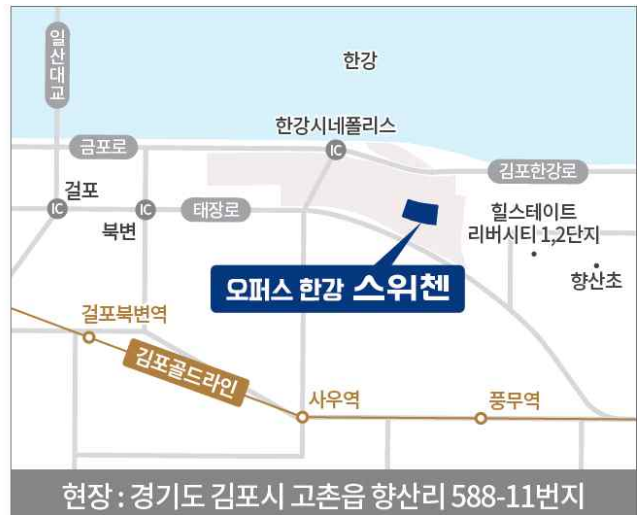 일산대교
한강
한강시네폴리스
IC
금포로
김포한강로
걸포
IC
북변
IC
태장로
힐스테이트
리버시티 1,2단지
향산초
오퍼스 한강 스위첸
걸포북변역
김포골드라인
사우역
풍무역
현장 : 경기도 김포시 고촌읍 향산리 588-11번지